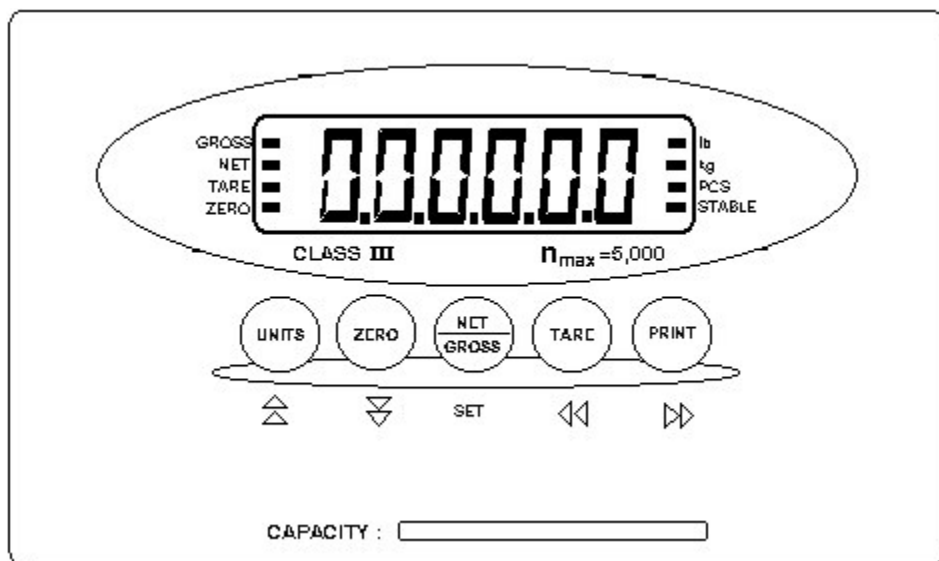 GROSS
NET
TARE
ZERO
0.0.0.0.0.0
lb
kg
PCS
STABLE
CLASS III
nmax=5,000
UNITS
ZERO
NET
GROSS
TARE
PRINT
SET
CAPACITY :